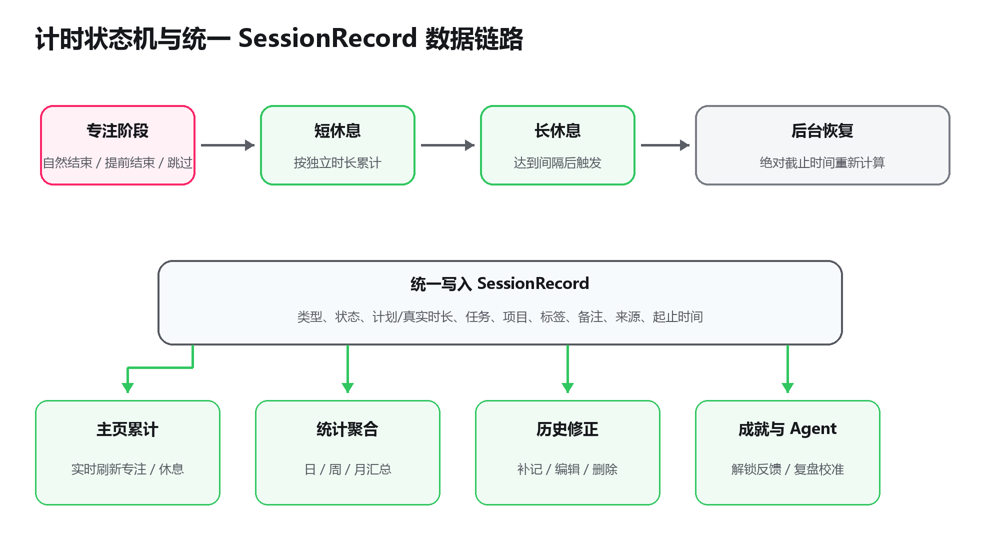 计时状态机与统一 SessionRecord 数据链路
专注阶段
自然结束 / 提前结束 / 跳过
短休息
按独立时长累计
长休息
达到间隔后触发
后台恢复
绝对截止时间重新计算
统一写入 SessionRecord
类型、状态、计划/真实时长、任务、项目、标签、备注、来源、起止时间
主页累计
实时刷新专注 / 休息
统计聚合
日 / 周 / 月汇总
历史修正
补记 / 编辑 / 删除
成就与 Agent
解锁反馈 / 复盘校准